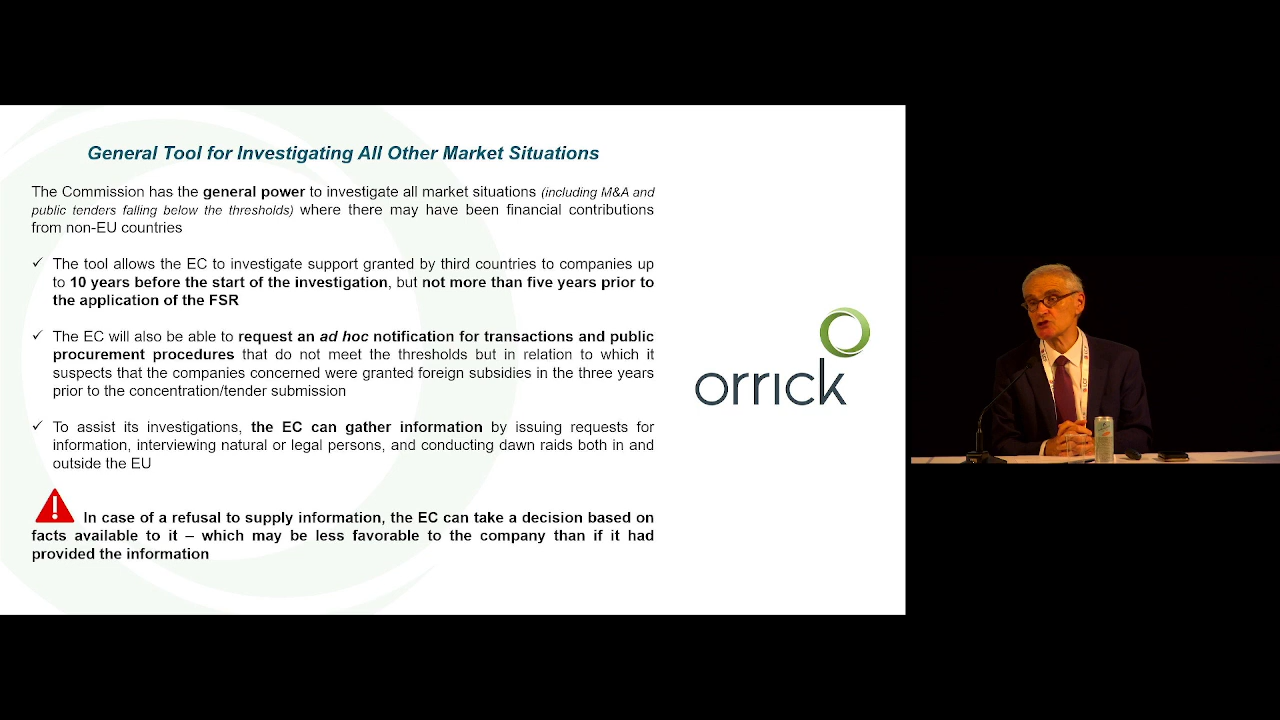 General Tool for Investigating All Other Market Situations
The Commission has the general power to investigate all market situations (including M&A and
public tenders falling below the thresholds) where there may have been financial contributions
from non-EU countries
✓ The tool allows the EC to investigate support granted by third countries to companies up
to 10 years before the start of the investigation, but not more than five years prior to
the application of the FSR
✓ The EC will also be able to request an ad hoc notification for transactions and public
procurement procedures that do not meet the thresholds but in relation to which it
suspects that the companies concerned were granted foreign subsidies in the three years
prior to the concentration/tender submission
✓ To assist its investigations, the EC can gather information by issuing requests for
information, interviewing natural or legal persons, and conducting dawn raids both in and
outside the EU
! In case of a refusal to supply information, the EC can take a decision based on
facts available to it – which may be less favorable to the company than if it had
provided the information
orrick